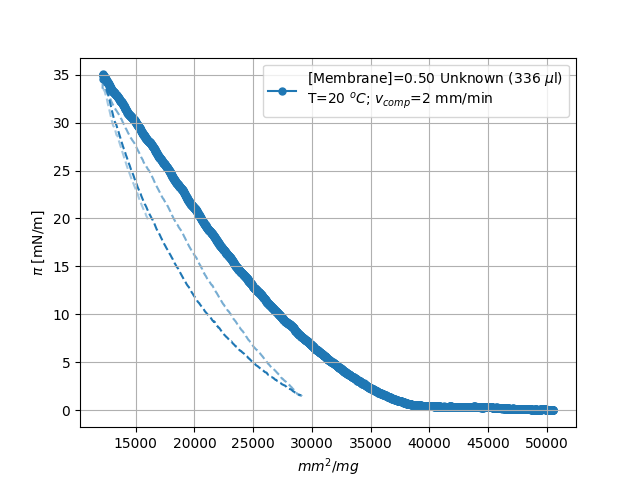 [Membrane]=0.50 Unknown (336 μl)
T=20 °C; v_comp=2 mm/min
35
30
25
20
15
10
5
0
π [mN/m]
15000 20000 25000 30000 35000 40000 45000 50000
mm²/mg